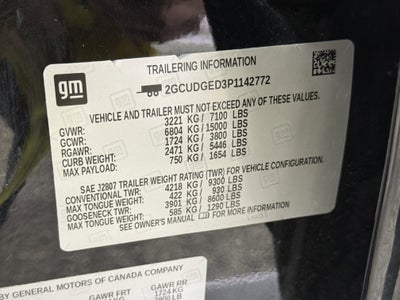 TRAILERING INFORMATION
gm 2GCUDGED3P1142772
VEHICLE AND TRAILER MUST NOT EXCEED ANY OF THESE
GVWR: 3221 KG/ 7100 LBS
GCWR: 6804 KG/ 15000 LBS
RGAWR: 1724 KG/ 3800 LBS
CURB WEIGHT: 2471 KG/ 5446 LBS
MAX PAYLOAD: 750 KG/ 1654 LBS
SAE J2807 TRAILER WEIGHT RATING (TWR) FOR VEHICLE CONFIGURATION.
CONVENTIONAL TWR: 4218 KG/ 9300 LBS
MAX TONGUE WEIGHT: 422 KG/ 930 LBS
GOOSENECK TWR: 3901 KG/ 8600 LBS
MAX TONGUE WEIGHT: 585 KG/ 1290 LBS
SEE OWNER'S MANUAL FOR MORE INFORMATION
BY GENERAL MOTORS OF CANADA COMPANY
GAWR FRT GAWR RR
1724 KG